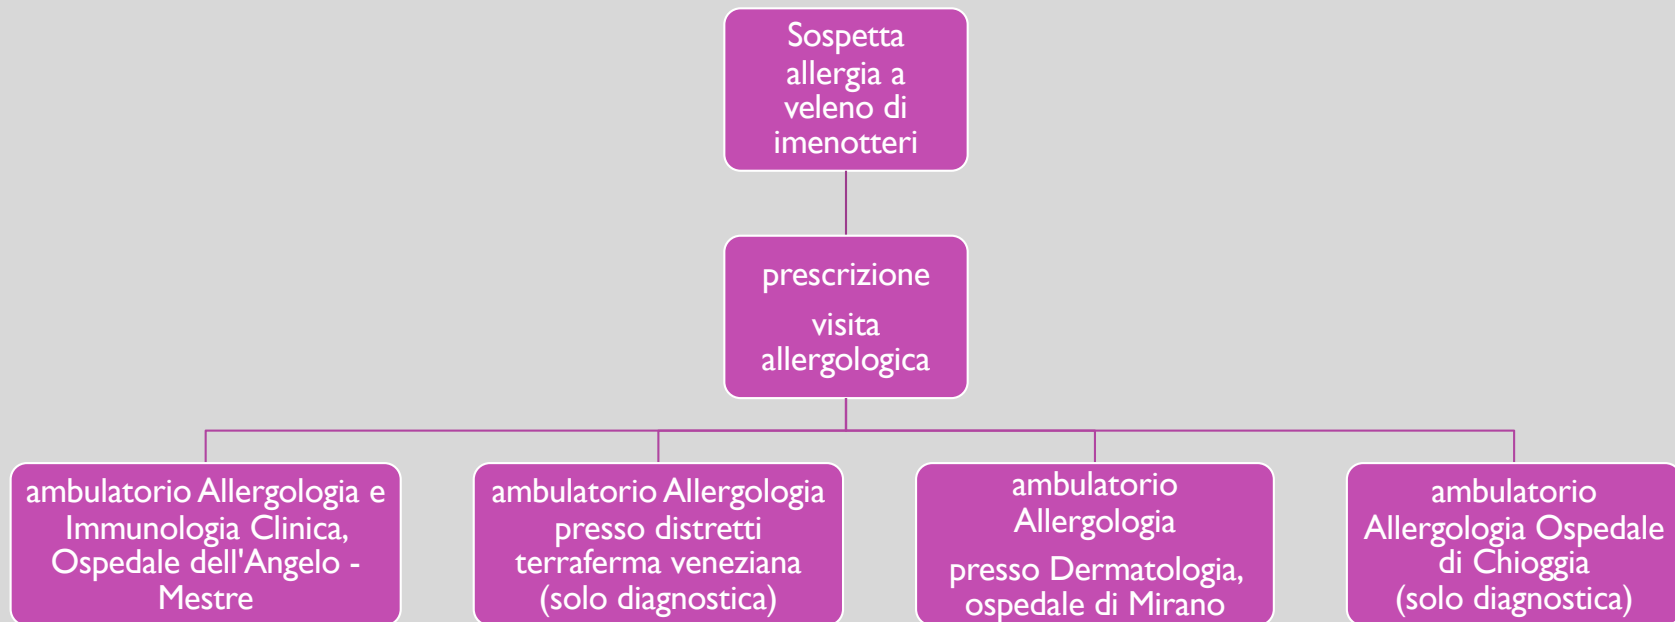 Sospetta
allergia a
veleno di
imenotteri
prescrizione
visita
allergologica
ambulatorio Allergologia e
Immunologia Clinica,
Ospedale dell'Angelo -
Mestre
ambulatorio Allergologia
presso distretti
terraferma veneziana
(solo diagnostica)
ambulatorio
Allergologia
presso Dermatologia,
ospedale di Mirano
ambulatorio
Allergologia Ospedale
di Chioggia
(solo diagnostica)